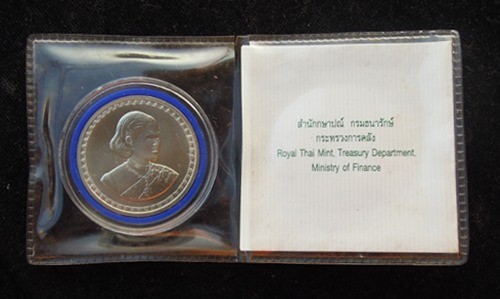 สำนักกษาปณ์ กรมธนารักษ์
กระทรวงการคลัง
Royal Thai Mint, Treasury Department,
Ministry of Finance